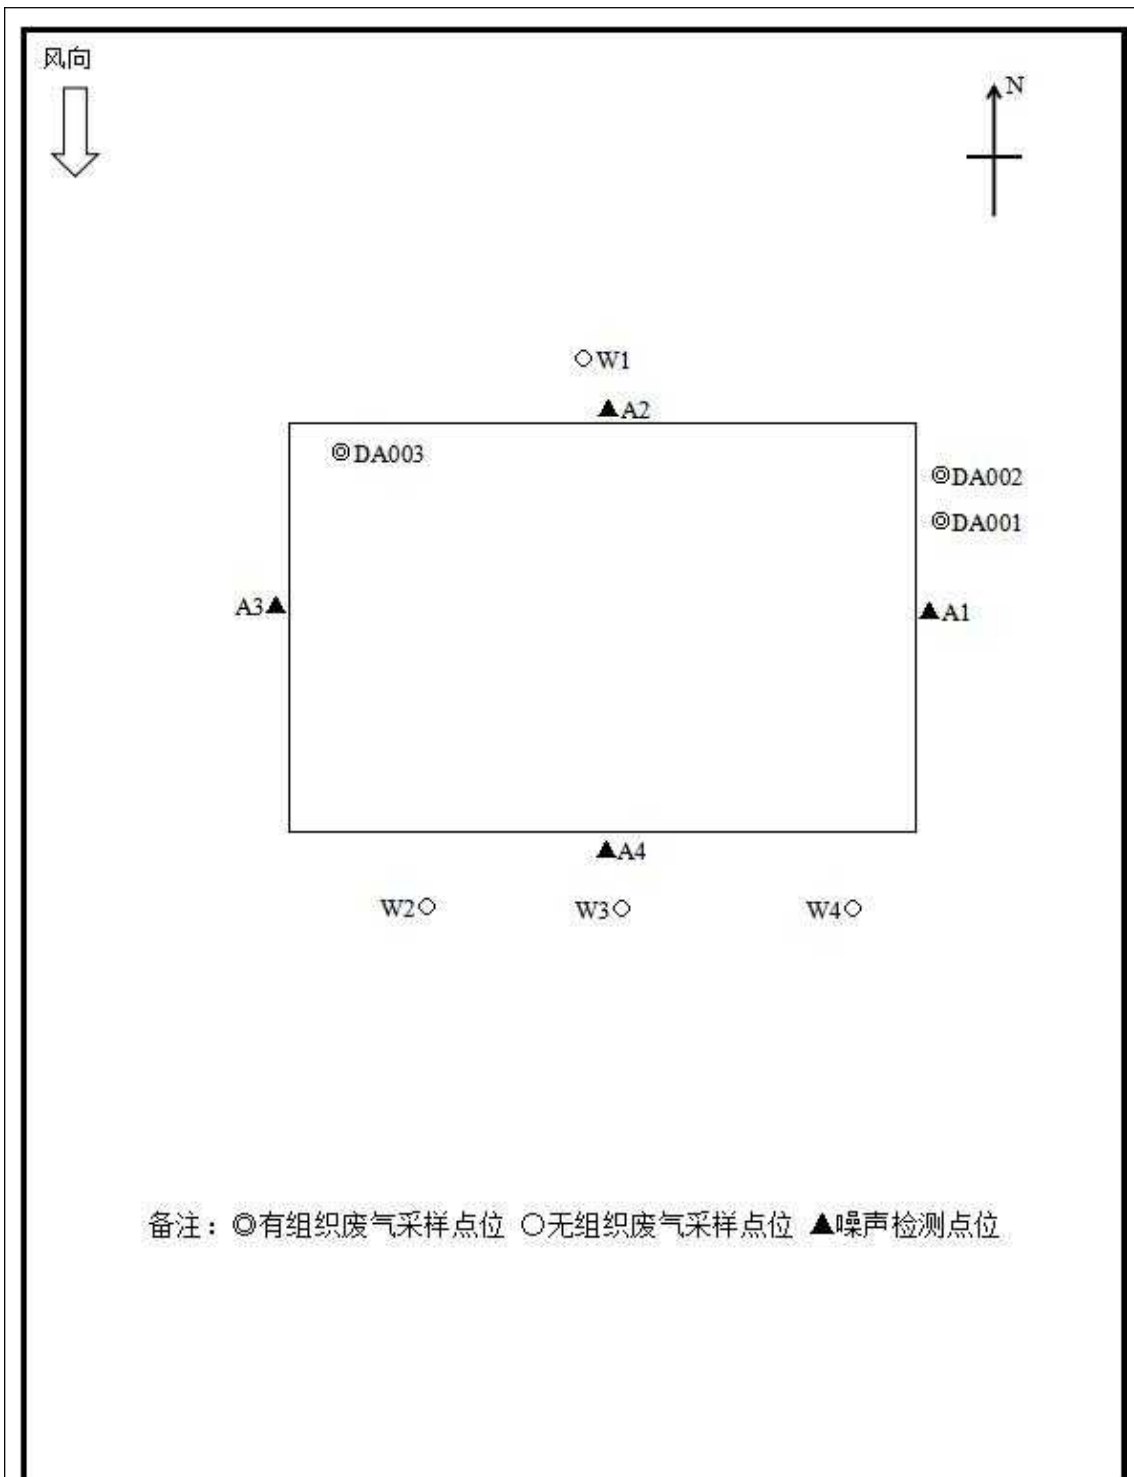 风向
N
○W1
▲A2
◎DA003
◎DA002
◎DA001
A3▲
▲A1
▲A4
W2○
W3○
W4○
备注：◎有组织废气采样点位 ○无组织废气采样点位 ▲噪声检测点位